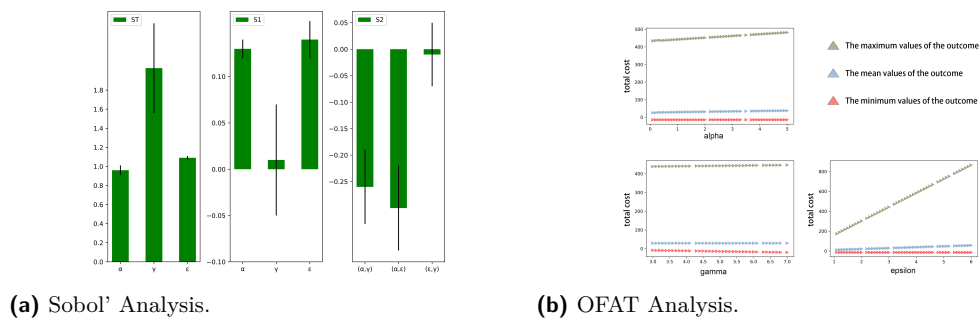 ST
1.8
1.6
1.4
1.2
1.0
0.8
0.6
0.4
0.2
0.0
α
γ
ε
S1
0.10
0.05
0.00
−0.05
−0.10
α
γ
ε
S2
0.05
0.00
−0.05
−0.10
−0.15
−0.20
−0.25
(α,γ)
(α,ε)
(ε,γ)
(a) Sobol’ Analysis.
total cost
500
400
300
200
100
0
0 1 2 3 4 5
alpha
The maximum values of the outcome
The mean values of the outcome
The minimum values of the outcome
total cost
400
300
200
100
0
3.0 3.5 4.0 4.5 5.0 5.5 6.0 6.5 7.0
gamma
total cost
800
600
400
200
0
1 2 3 4 5 6
epsilon
(b) OFAT Analysis.